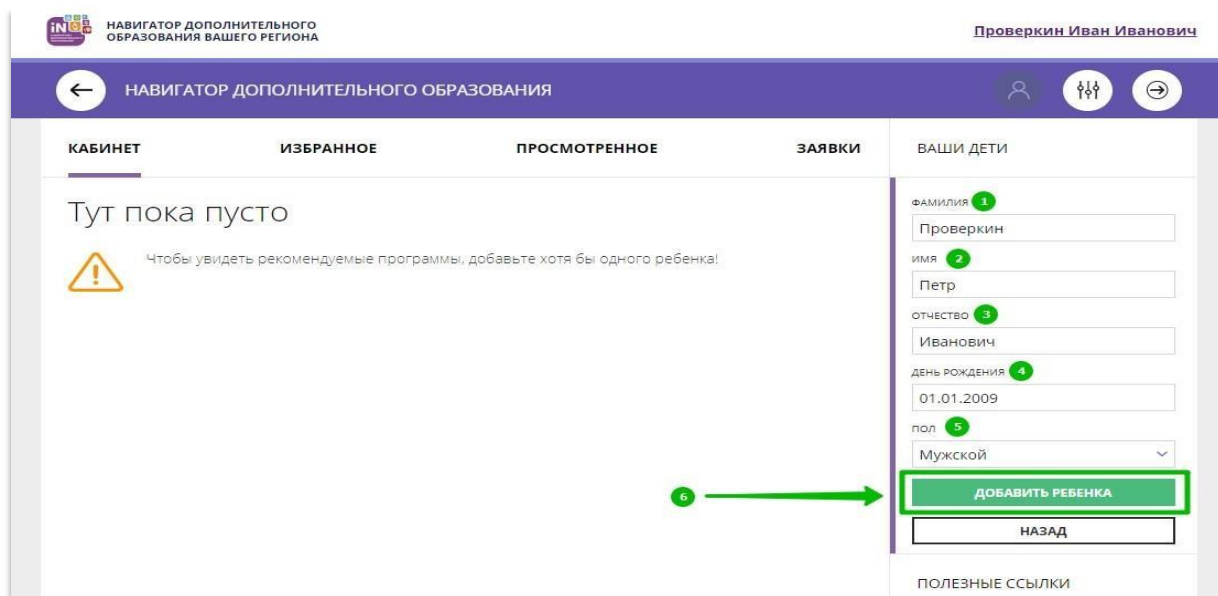 iNO
НАВИГАТОР ДОПОЛНИТЕЛЬНОГО
ОБРАЗОВАНИЯ ВАШЕГО РЕГИОНА
Проверкин Иван Иванович
НАВИГАТОР ДОПОЛНИТЕЛЬНОГО ОБРАЗОВАНИЯ
КАБИНЕТ ИЗБРАННОЕ ПРОСМОТРЕННОЕ ЗАЯВКИ
Тут пока пусто
Чтобы увидеть рекомендуемые программы, добавьте хотя бы одного ребенка!
ВАШИ ДЕТИ
ФАМИЛИЯ 1
Проверкин
ИМЯ 2
Петр
ОТЧЕСТВО 3
Иванович
ДЕНЬ РОЖДЕНИЯ 4
01.01.2009
ПОЛ 5
Мужской
6 ДОБАВИТЬ РЕБЕНКА
НАЗАД
ПОЛЕЗНЫЕ ССЫЛКИ